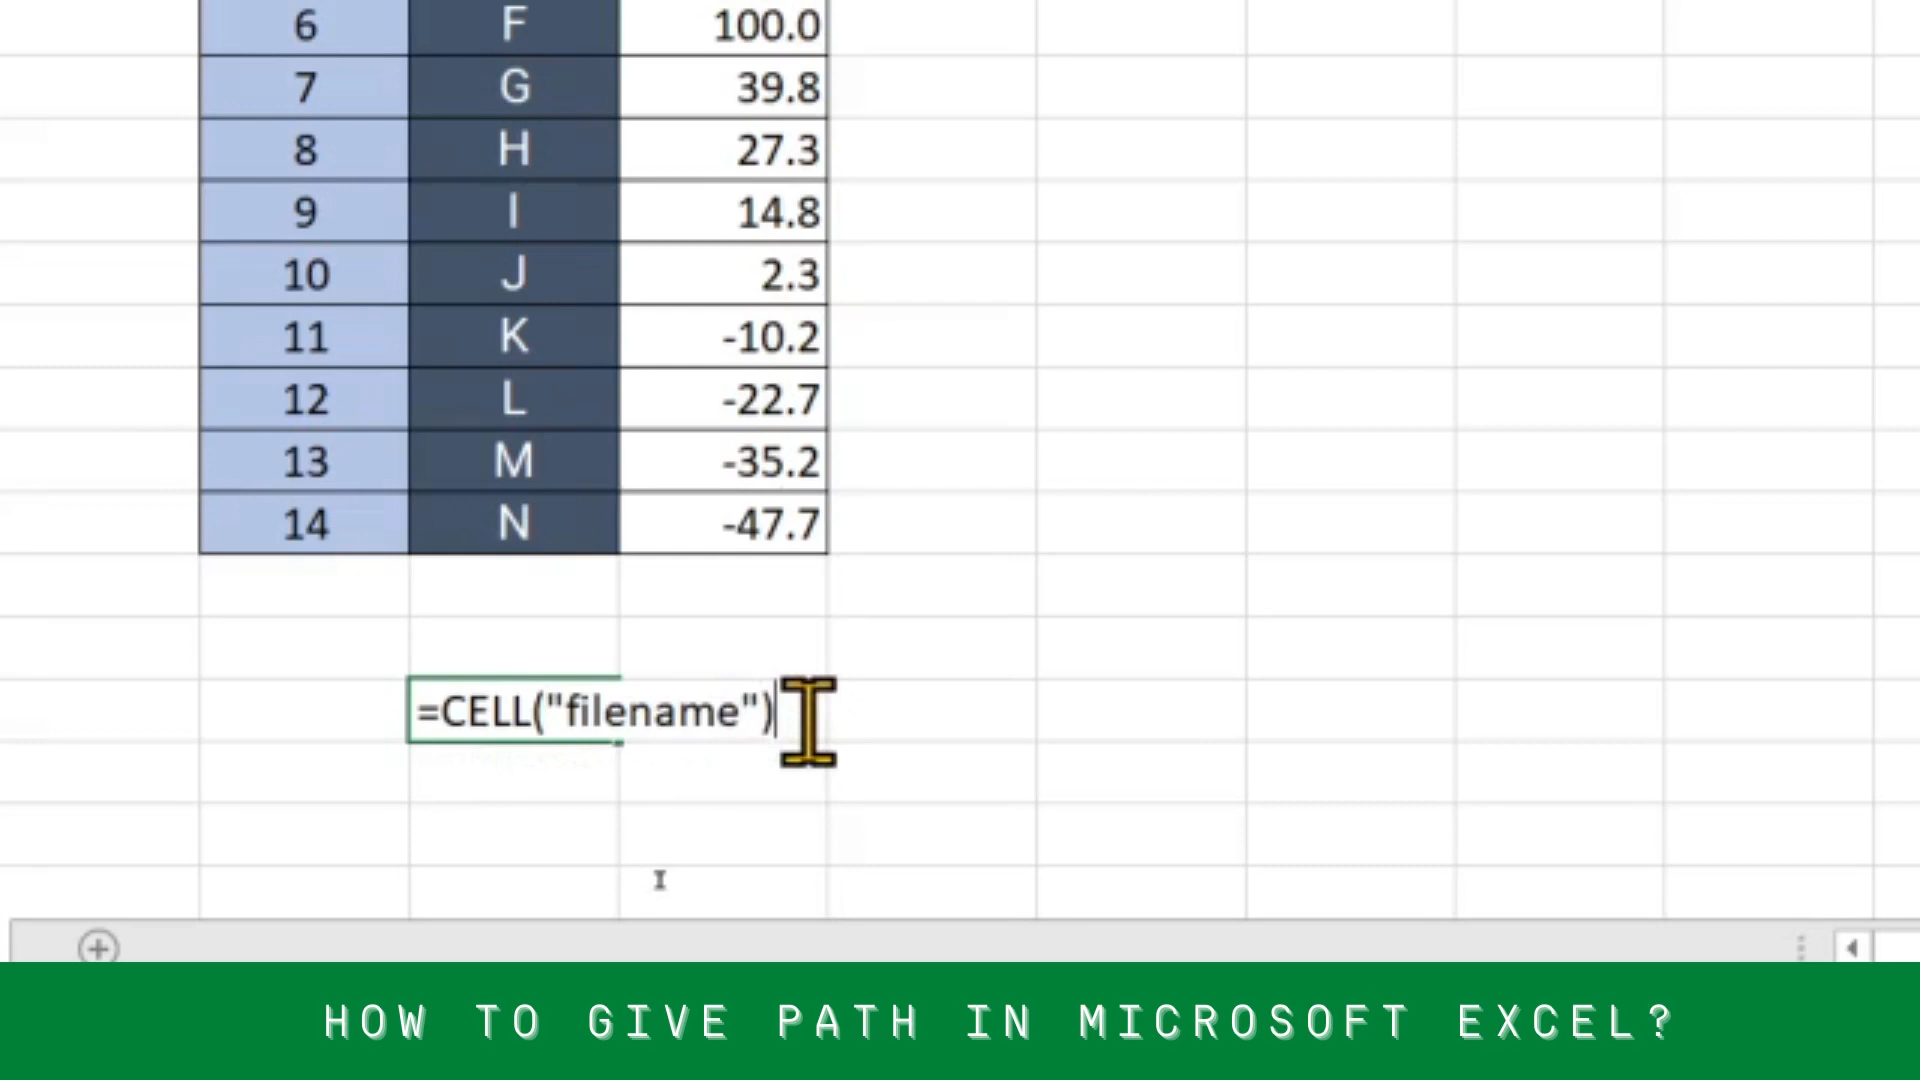 6 F 100.0
7 G 39.8
8 H 27.3
9 I 14.8
10 J 2.3
11 K -10.2
12 L -22.7
13 M -35.2
14 N -47.7
=CELL("filename")
HOW TO GIVE PATH IN MICROSOFT EXCEL?